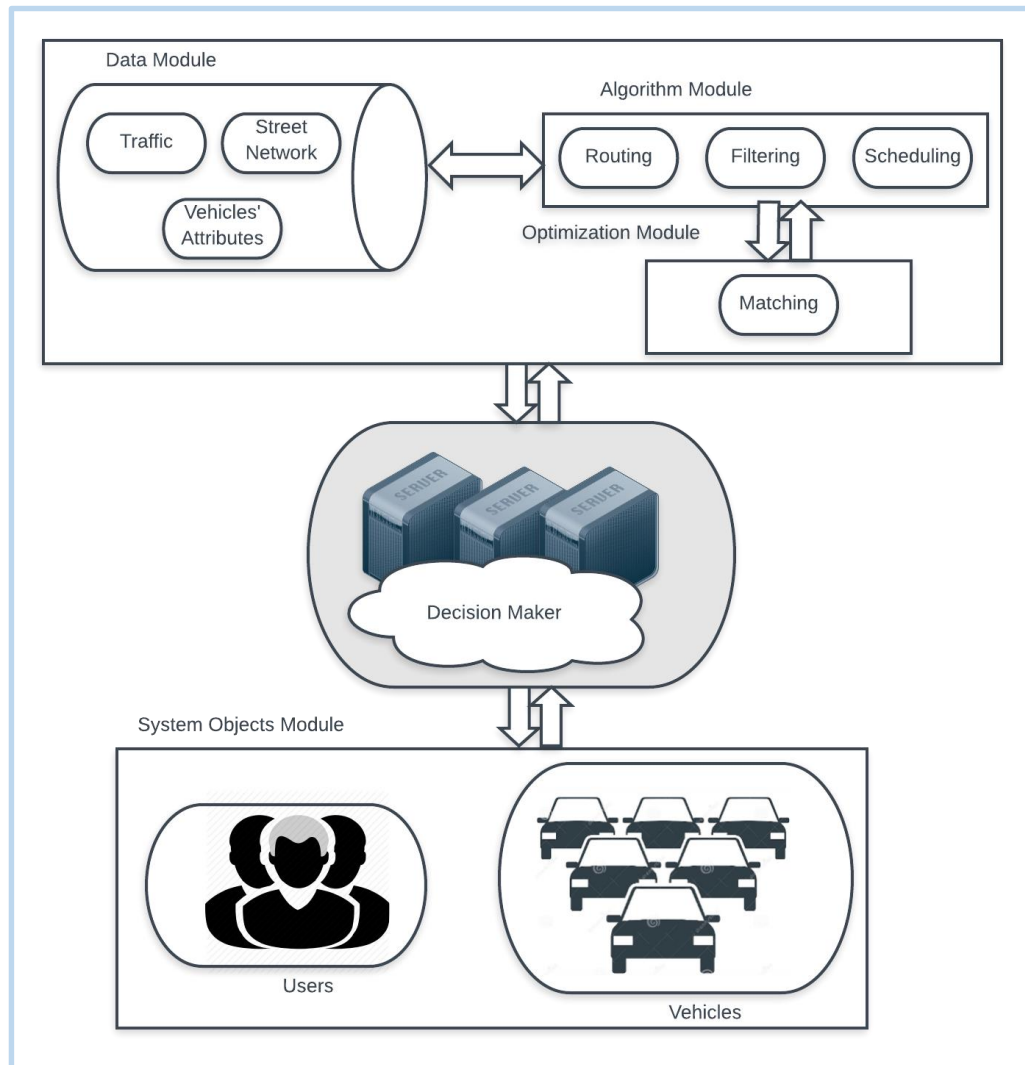 Data Module
Traffic
Street
Network
Vehicles'
Attributes
Algorithm Module
Routing
Filtering
Scheduling
Optimization Module
Matching
SERVER
SERVER
SERVER
Decision Maker
System Objects Module
Users
Vehicles